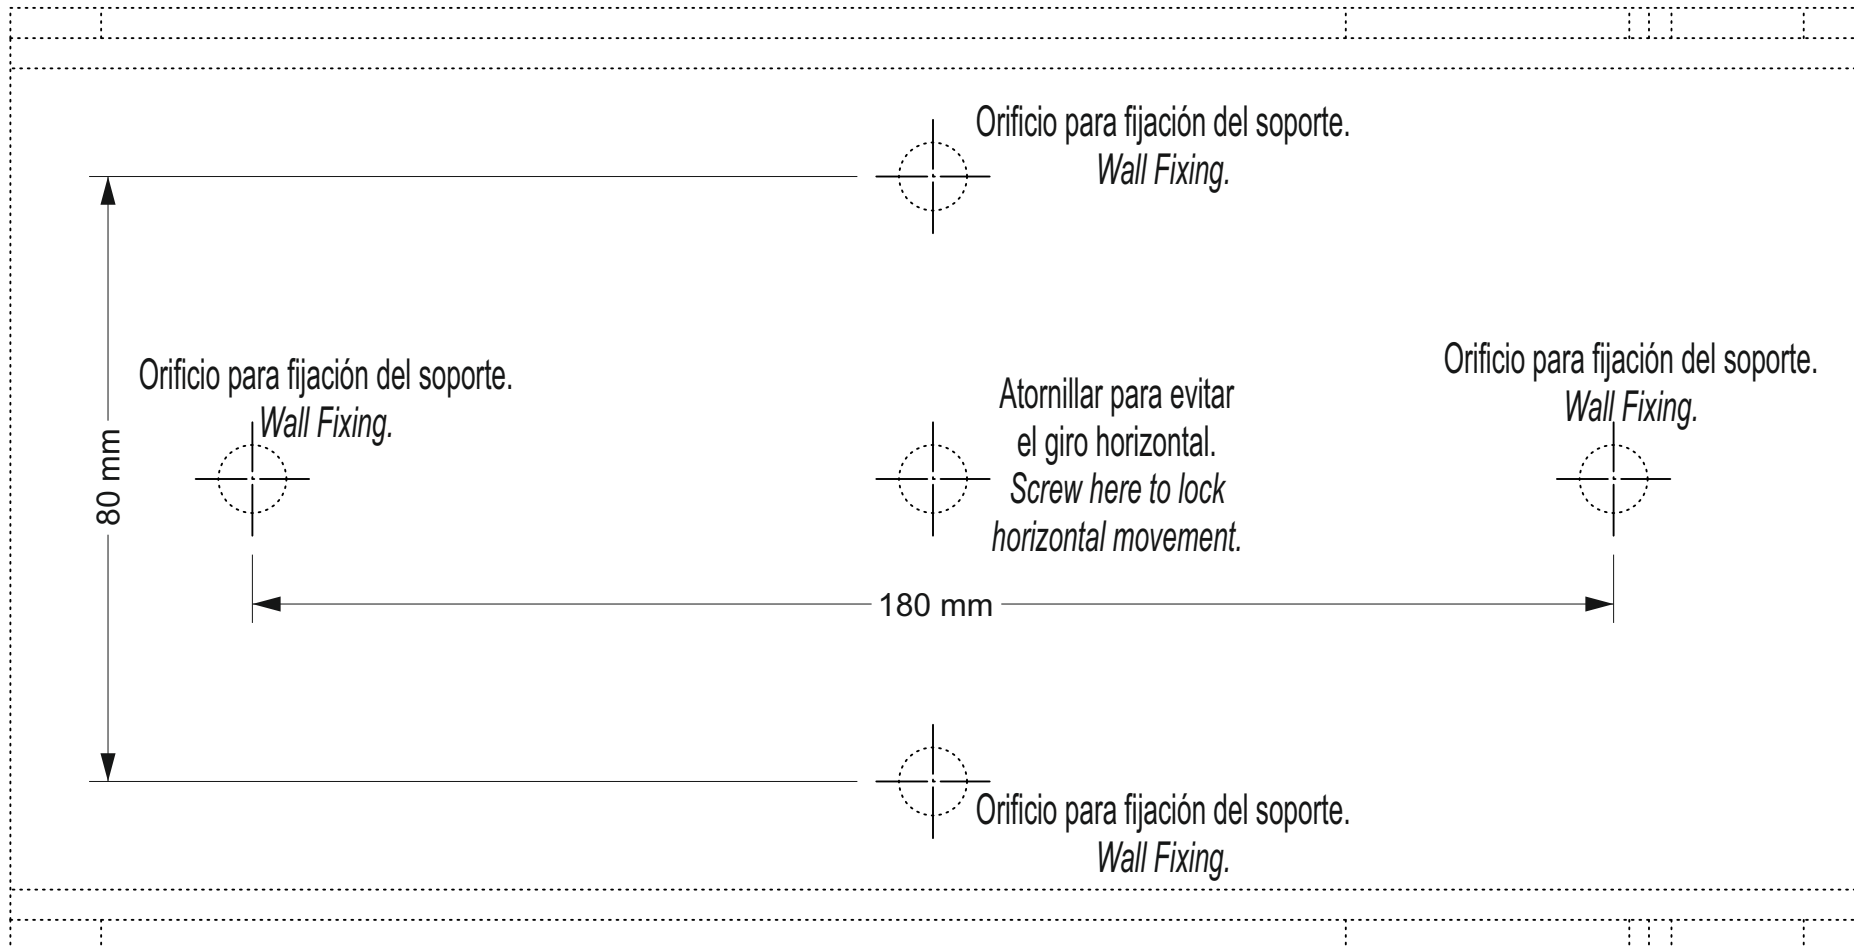 Orificio para fijación del soporte.
Wall Fixing.
Orificio para fijación del soporte.
Wall Fixing.
Atornillar para evitar
el giro horizontal.
Screw here to lock
horizontal movement.
Orificio para fijación del soporte.
Wall Fixing.
80 mm
180 mm
Orificio para fijación del soporte.
Wall Fixing.